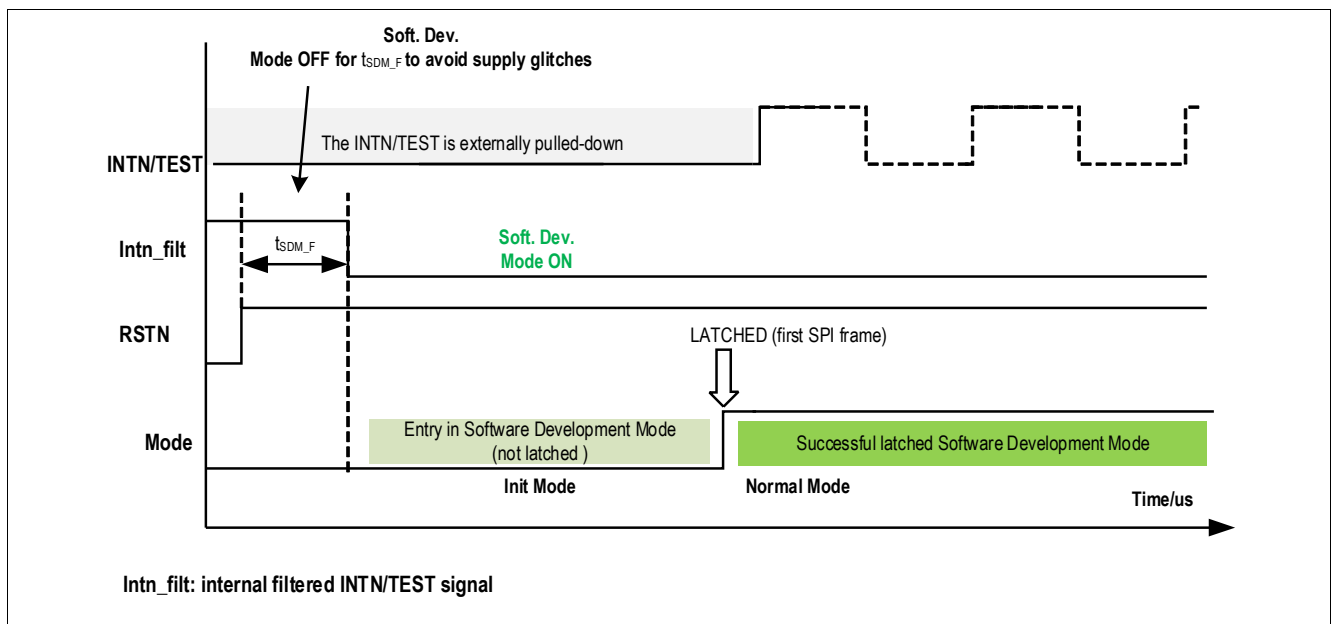 Soft. Dev.
Mode OFF for tSDM_F to avoid supply glitches
The INTN/TEST is externally pulled-down
INTN/TEST
Intn_filt
tSDM_F
Soft. Dev.
Mode ON
RSTN
LATCHED (first SPI frame)
Mode
Entry in Software Development Mode
(not latched )
Successful latched Software Development Mode
Init Mode
Normal Mode
Time/us
Intn_filt: internal filtered INTN/TEST signal